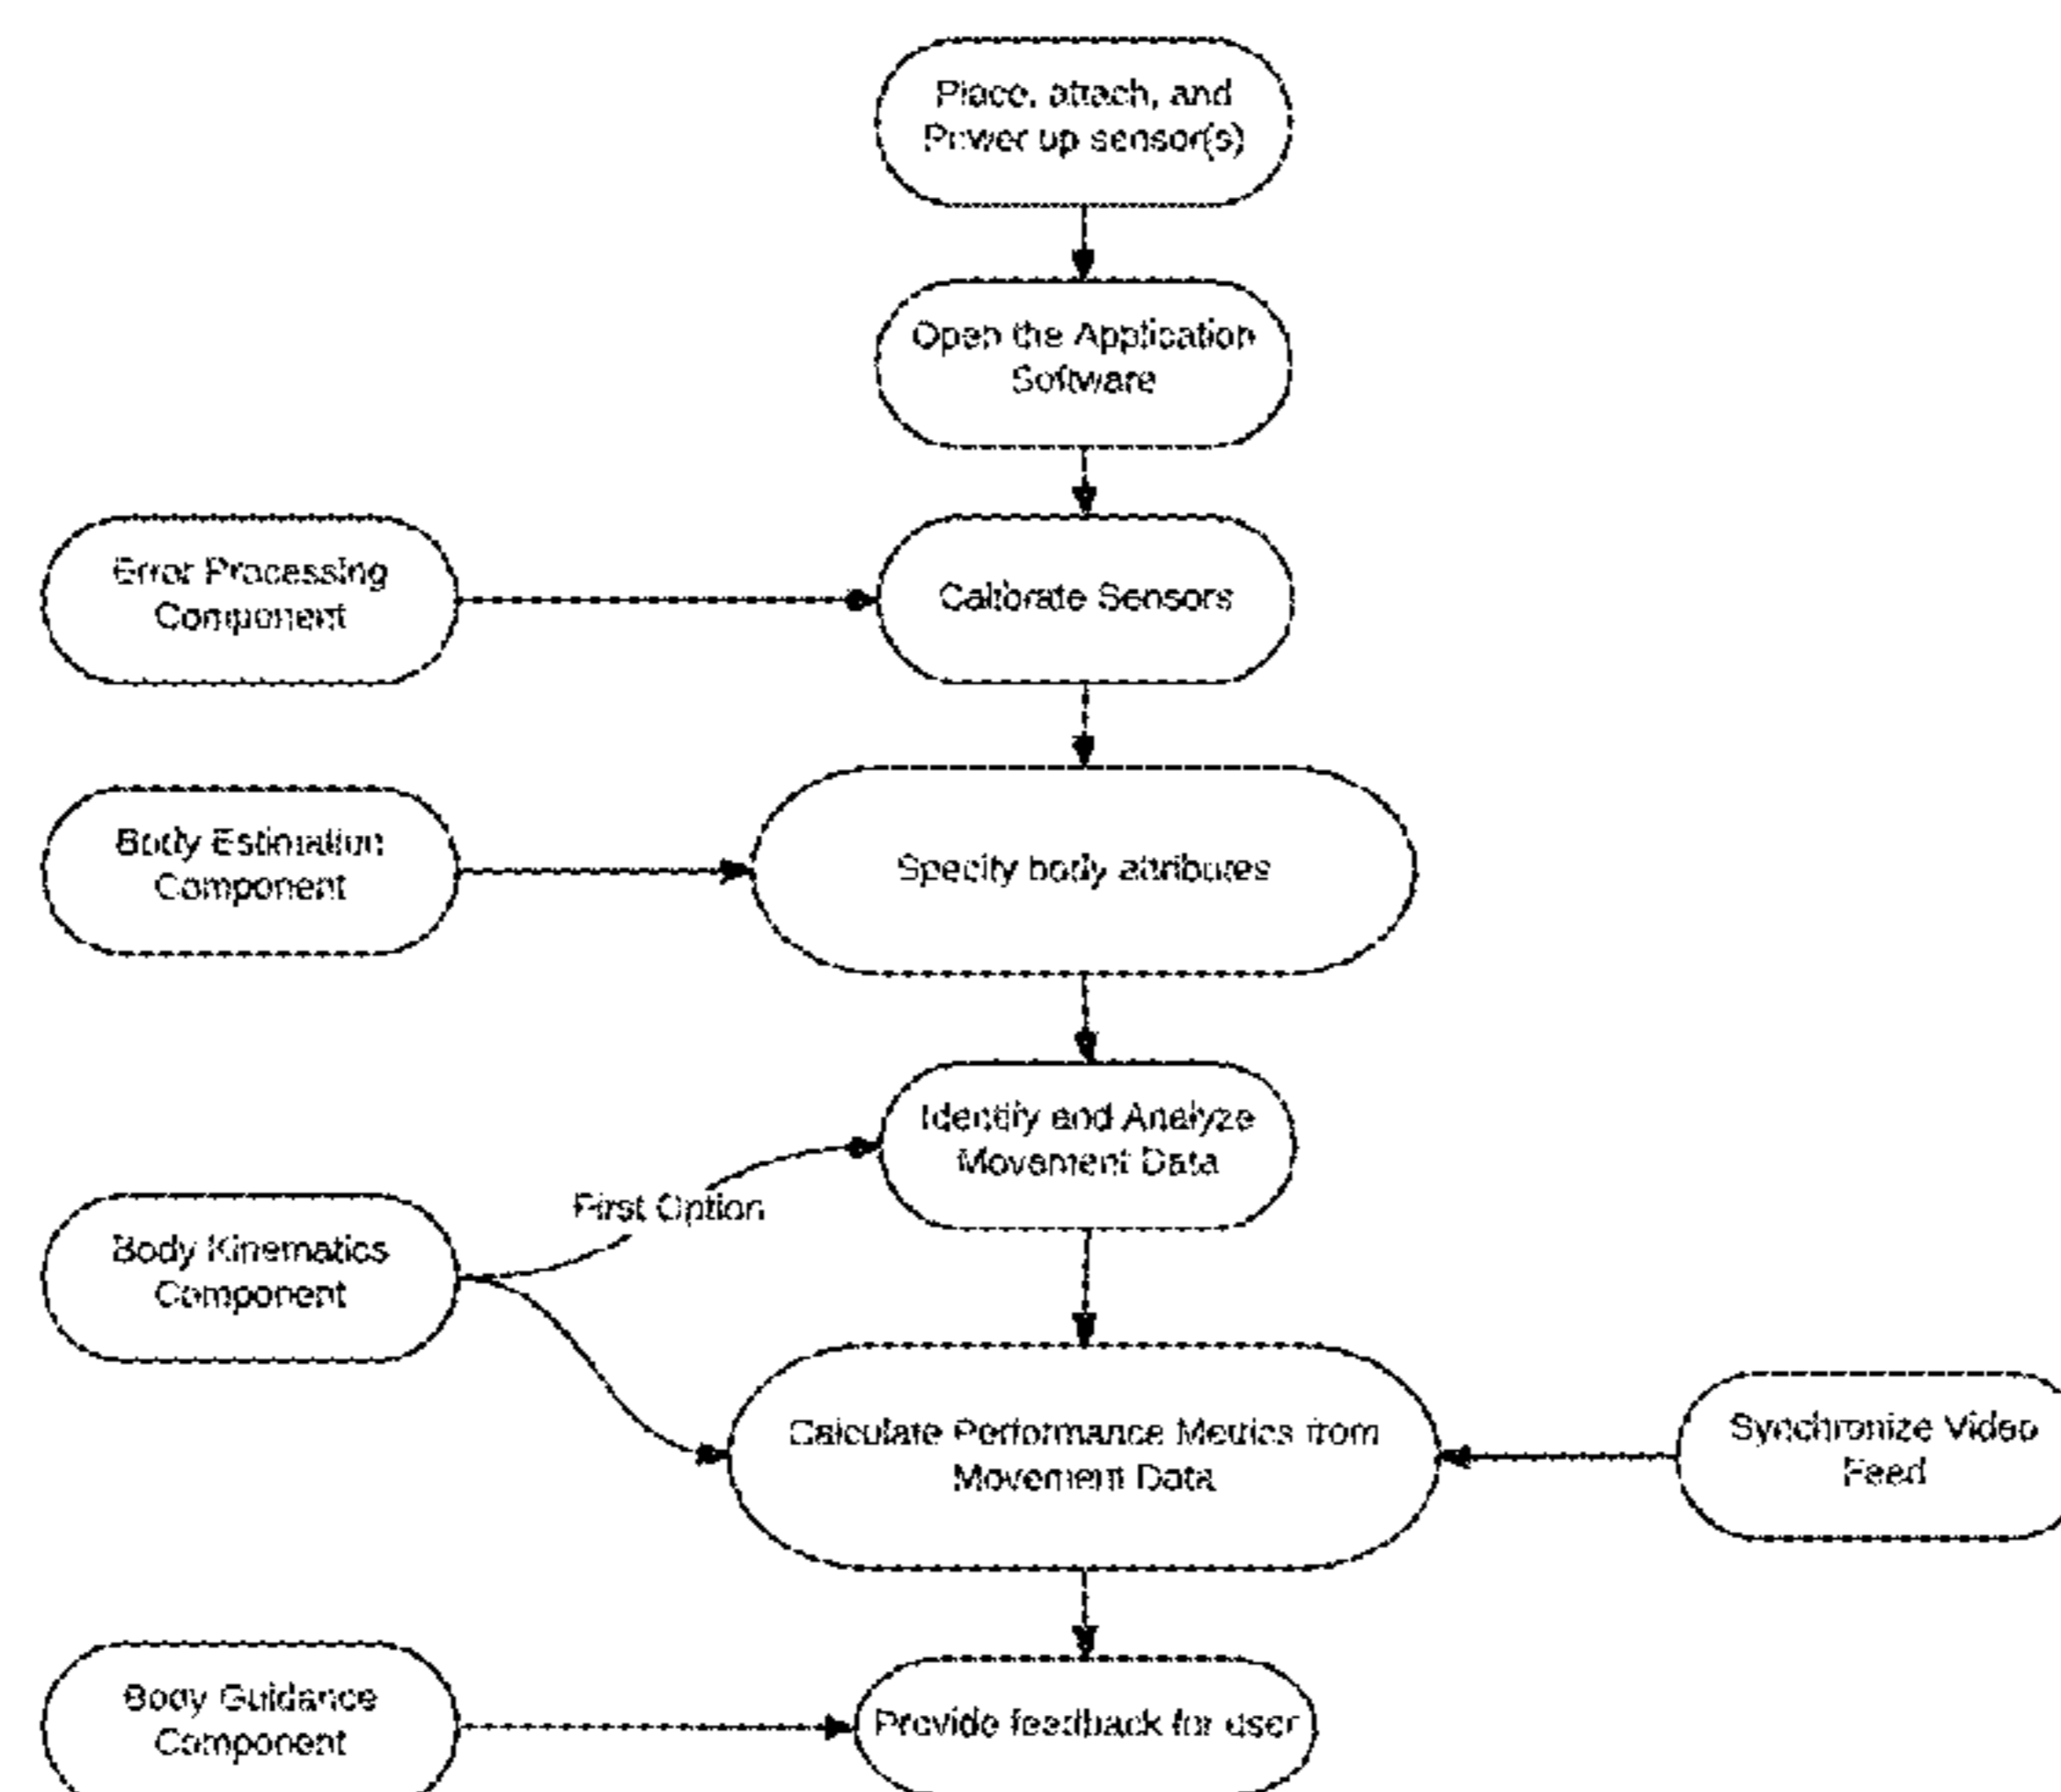 Place, attach, and
Power up sensor(s)
Open the Application
Software
Error Processing
Component
Calibrate Sensors
Body Estimation
Component
Specify body attributes
Identify and Analyze
Movement Data
First Option
Body Kinematics
Component
Calculate Performance Metrics from
Movement Data
Synchronize Video
Feed
Body Guidance
Component
Provide feedback for user